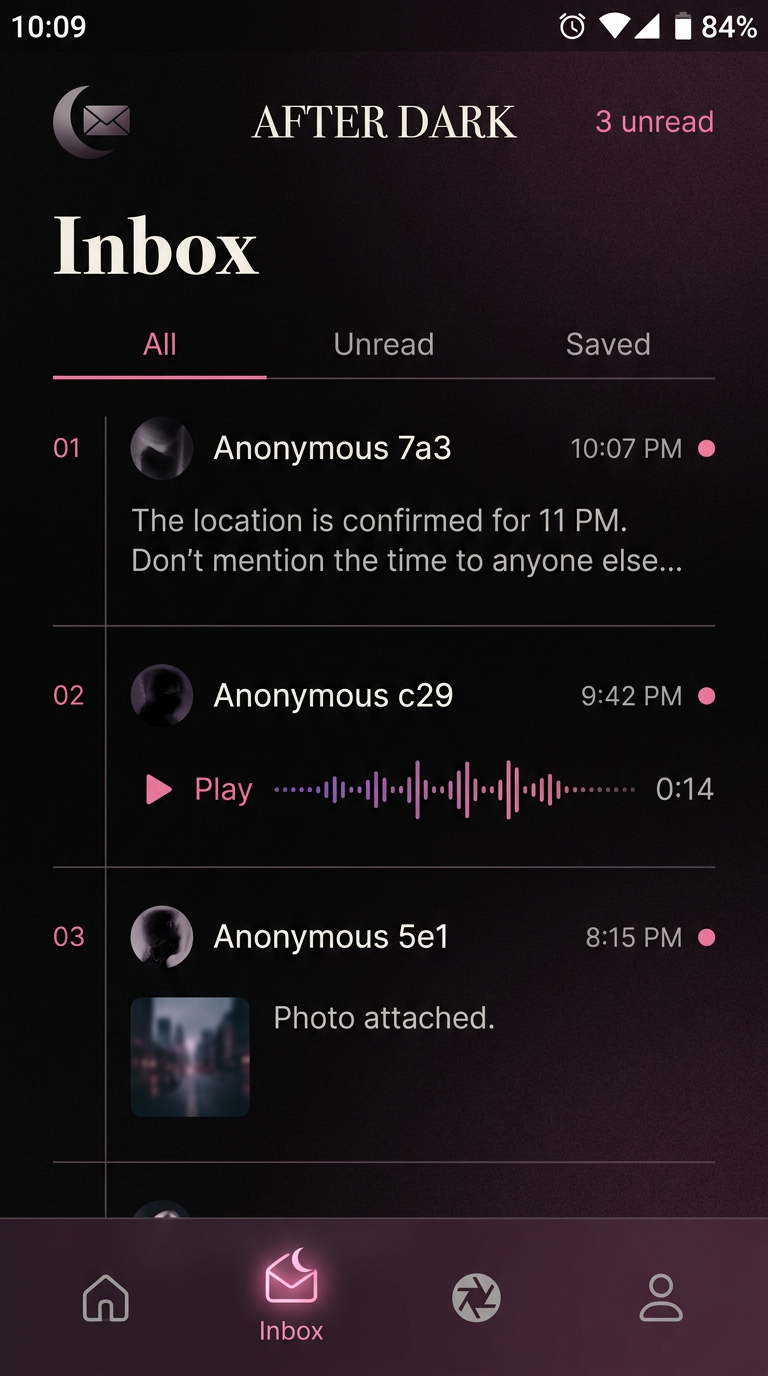 10:09
84%
AFTER DARK
3 unread
Inbox
All
Unread
Saved
01
Anonymous 7a3
10:07 PM
The location is confirmed for 11 PM.
Don’t mention the time to anyone else...
02
Anonymous c29
9:42 PM
Play
0:14
03
Anonymous 5e1
8:15 PM
Photo attached.
Inbox